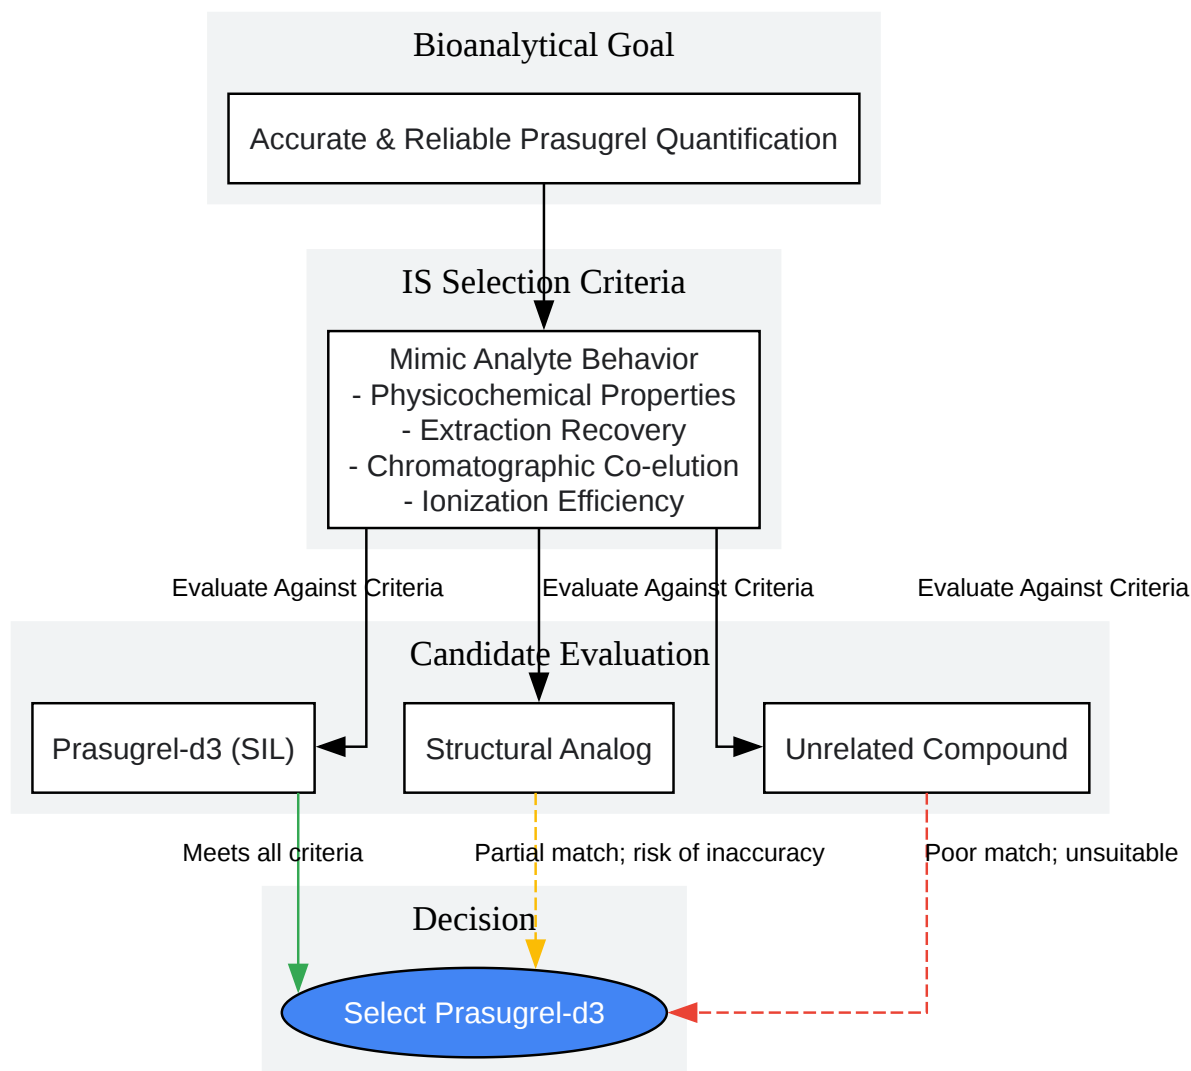 Bioanalytical Goal
Accurate & Reliable Prasugrel Quantification
IS Selection Criteria
Mimic Analyte Behavior
- Physicochemical Properties
- Extraction Recovery
- Chromatographic Co-elution
- Ionization Efficiency
Evaluate Against Criteria
Evaluate Against Criteria
Evaluate Against Criteria
Candidate Evaluation
Prasugrel-d3 (SIL)
Structural Analog
Unrelated Compound
Meets all criteria
Partial match; risk of inaccuracy
Poor match; unsuitable
Decision
Select Prasugrel-d3